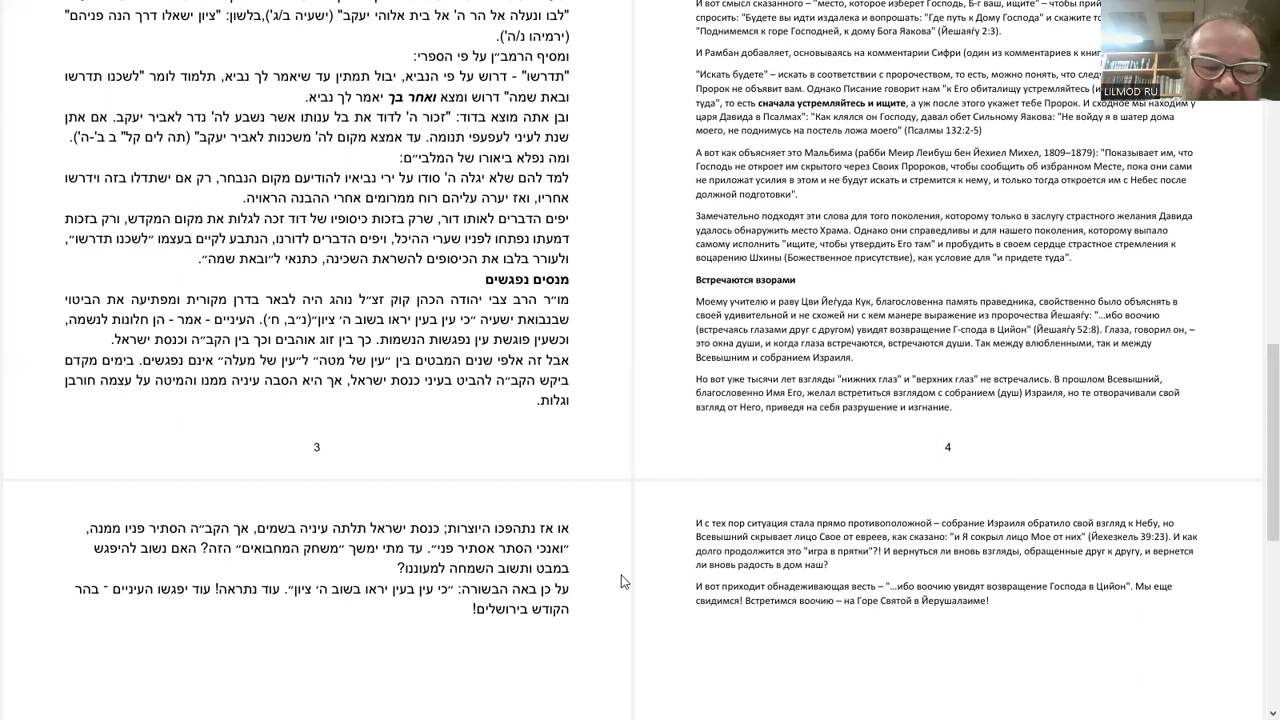 "לבו ונעלה אל הר ה' אל בית אלוהי יעקב" (ישעיה ב/ג'),בלשון: "ציון ישאלו דרך הנה פניהם"
(ירמיהו נ/ה').
ומסיף הרמב״ן על פי הספרי:
"תדרשו" - דרוש על פי הנביא, יבול תמתין עד שיאמר לך נביא, תלמוד לומר "לשכנו תדרשו
ובאת שמה" דרוש ומצא ואחר בך יאמר לך נביא.
ובן אתה מוצא בדוד: "זכור ה' לדוד את בל ענותו אשר נשבע לה' נדר לאביר יעקב. אם אתן
שנת לעיני לעפעפי תנומה. עד אמצא מקום לה' משכנות לאביר יעקב" (תה לים קל" ב ב'-ה').
ומה נפלא ביאורו של המלבי״ם:
למד להם שלא יגלה ה' סודו על ירי נביאיו להודיעם מקום הנבחר, רק אם ישתדלו בזה וידרשו
אחריו, ואז יערה עליהם רוח ממרומים אחרי ההבנה הראויה.
יפים הדברים לאותו דור, שרק בזכות כיסופיו של דוד זכה לגלות את מקום המקדש, ורק בזכות
דמעתו נפתחו לפניו שערי ההיכל, ויפים הדברים לדורנו, הנתבע לקיים בעצמו ״לשכנו תדרשו״,
ולעורר בלבו את הכיסופים להשראת השכינה, כתנאי ל״ובאת שמה״.
מנסים נפגשים
מו״ר הרב צבי יהודה הכהן קוק זצ״ל נוהג היה לבאר בדרן מקורית ומפתיעה את הביטוי
שבנבואת ישעיה ״כי עין בעין יראו בשוב ה׳ ציון״(נ״ב, ח׳). העיניים - אמר - הן חלונות לנשמה,
וכשעין פוגשת עין נפגשות הנשמות. כך בין זוג אוהבים וכך בין הקב״ה וכנסת ישראל.
אבל זה אלפי שנים המבטים בין ״עין של מטה״ ל״עין של מעלה״ אינם נפגשים. בימים מקדם
ביקש הקב״ה להביט בעיני כנסת ישראל, אך היא הסבה עיניה ממנו והמיטה על עצמה חורבן
וגלות.
3
או אז נתהפכו היוצרות; כנסת ישראל תלתה עיניה בשמים, אך הקב״ה הסתיר פניו ממנה,
״ואנכי הסתר אסתיר פני״. עד מתי ימשך ״משחק המחבואים״ הזה? האם נשוב להיפגש
במבט ותשוב השמחה למעוננו?
על כן באה הבשורה: ״כי עין בעין יראו בשוב ה׳ ציון״. עוד נתראה! עוד יפגשו העיניים ־ בהר
הקודש בירושלים!
И вот смысл сказанного – "место, которое изберет Господь, Б-г ваш, ищите" – чтобы
спросить: "Будете вы идти издалека и вопрошать: "Где путь к Дому Господа" и скажите
"Поднимемся к горе Господней, к дому Бога Яакова" (Йешаяѓу 2:3).
И Рамбан добавляет, основываясь на комментарии Сифри (один из комментариев к
"Искать будете" – искать в соответствии с пророчеством, то есть, можно понять, что
Пророк не объявит вам. Однако Писание говорит нам "к Его обиталищу устремляетесь
туда", то есть сначала устремляйтесь и ищите, а уж после этого укажет тебе Пророк. И сходное мы находим у
царя Давида в Псалмах": "Как клялся он Господу, давал обет Сильному Яакова: "Не войду я в шатер дома
моего, не поднимусь на постель ложа моего" (Псалмы 132:2-5)
А вот как объясняет это Мальбима (рабби Меир Леибуш бен Йехиел Михел, 1809–1879): "Показывает им, что
Господь не откроет им скрытого через Своих Пророков, чтобы сообщить об избранном Месте, пока они сами
не приложат усилия в этом и не будут искать и стремится к нему, и только тогда откроется им с Небес после
должной подготовки".
Замечательно подходят эти слова для того поколения, которому только в заслугу страстного желания Давида
удалось обнаружить место Храма. Однако они справедливы и для нашего поколения, которому выпало
самому исполнить "ищите, чтобы утвердить Его там" и пробудить в своем сердце страстное стремления к
воцарению Шхины (Божественное присутствие), как условие для "и придете туда".
Встречаются взорами
Моему учителю и раву Цви Йеѓуда Кук, благословенна память праведника, свойственно было объяснять в
своей удивительной и не схожей ни с кем манере выражение из пророчества Йешаяѓу: "…ибо воочию
(встречаясь глазами друг с другом) увидят возвращение Г-спода в Цийон" (Йешаяѓу 52:8). Глаза, говорил он, –
это окна души, и когда глаза встречаются, встречаются души. Так между влюбленными, так и между
Всевышним и собранием Израиля.
Но вот уже тысячи лет взгляды "нижних глаз" и "верхних глаз" не встречались. В прошлом Всевышний,
благословенно Имя Его, желал встретиться взглядом с собранием (душ) Израиля, но те отворачивали свой
взгляд от Него, приведя на себя разрушение и изгнание.
4
И с тех пор ситуация стала прямо противоположной – собрание Израиля обратило свой взгляд к Небу, но
Всевышний скрывает лицо Свое от евреев, как сказано: "и Я сокрыл лицо Мое от них" (Йехезкель 39:23). И как
долго продолжится это "игра в прятки"?! И вернуться ли вновь взгляды, обращенные друг к другу, и вернется
ли вновь радость в дом наш?
И вот приходит обнадеживающая весть – "…ибо воочию увидят возвращение Господа в Цийон". Мы еще
свидимся! Встретимся воочию – на Горе Святой в Йерушалаиме!
LILMOD RU